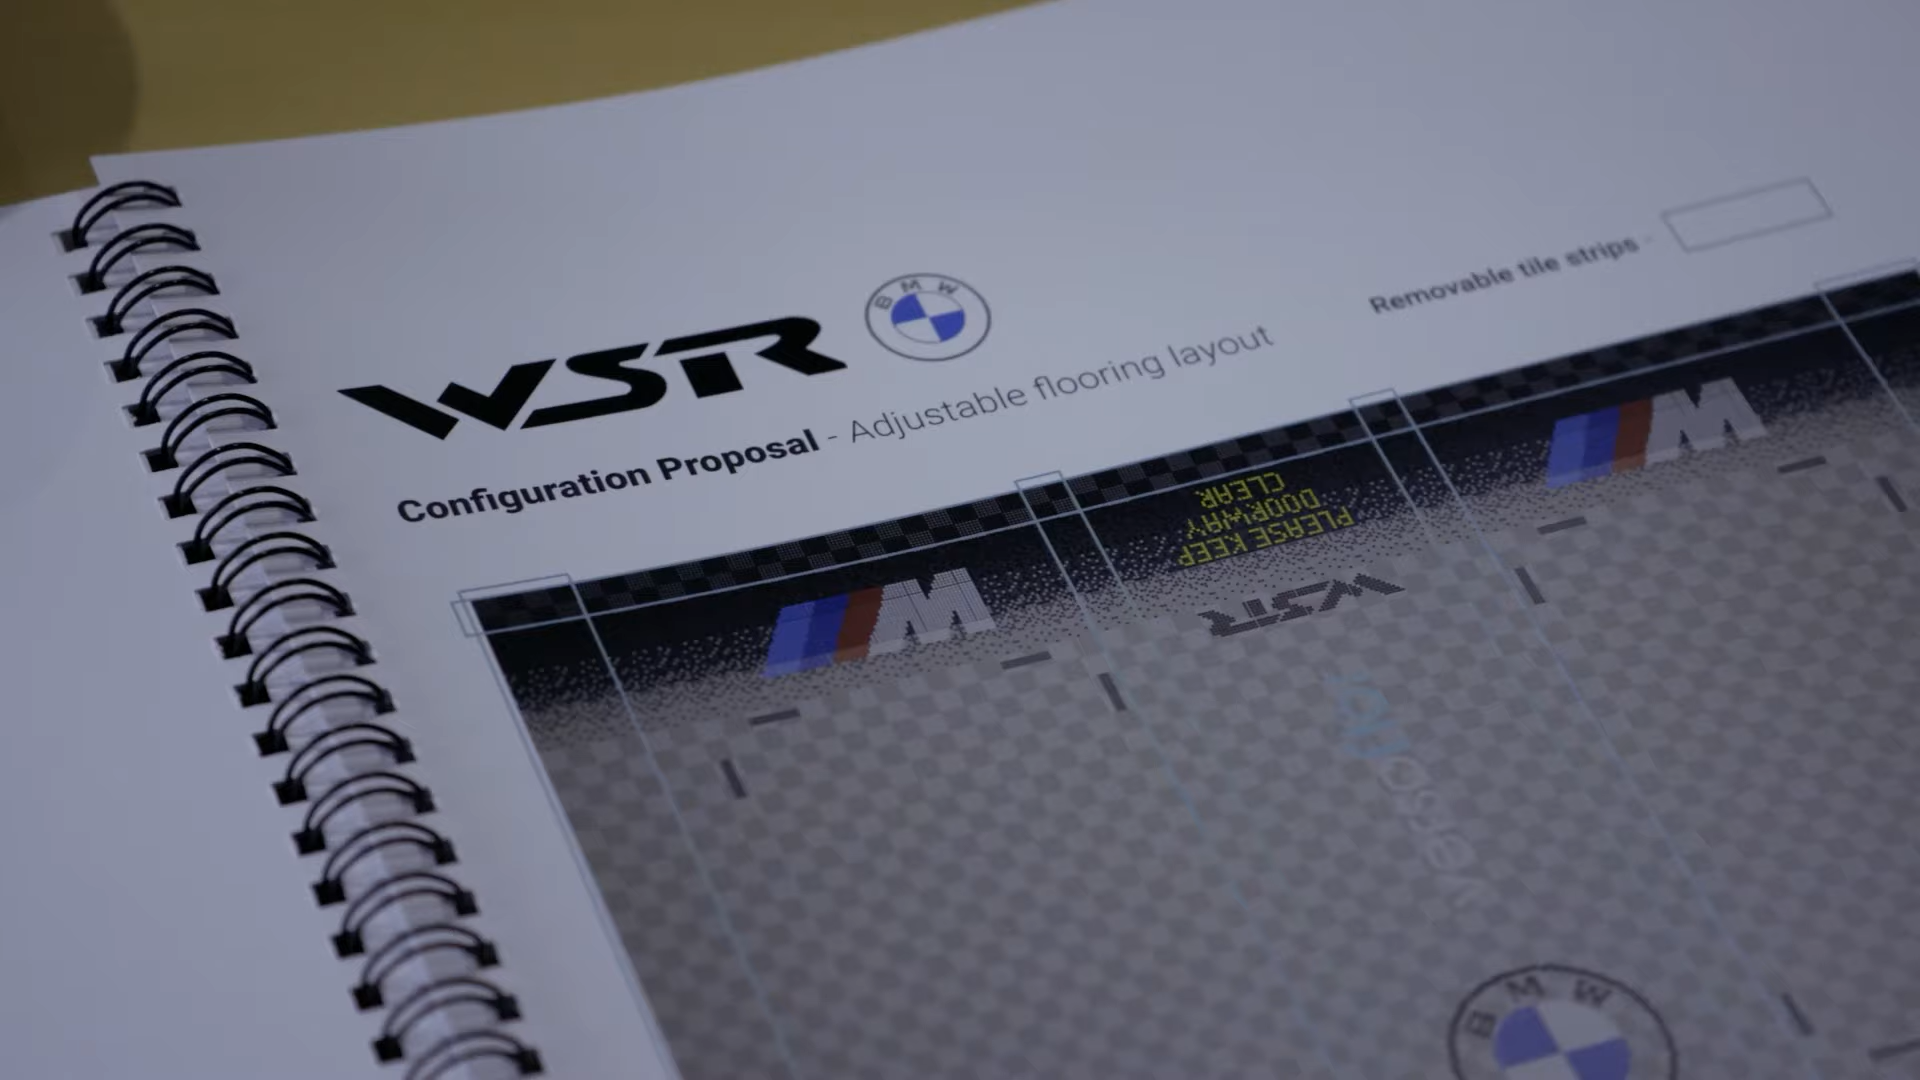 WSR
BMW
Configuration Proposal - Adjustable flooring layout
Removable tile strips -
M
PLEASE KEEP
DOORWAY
CLEAR
WSR
M
BMW